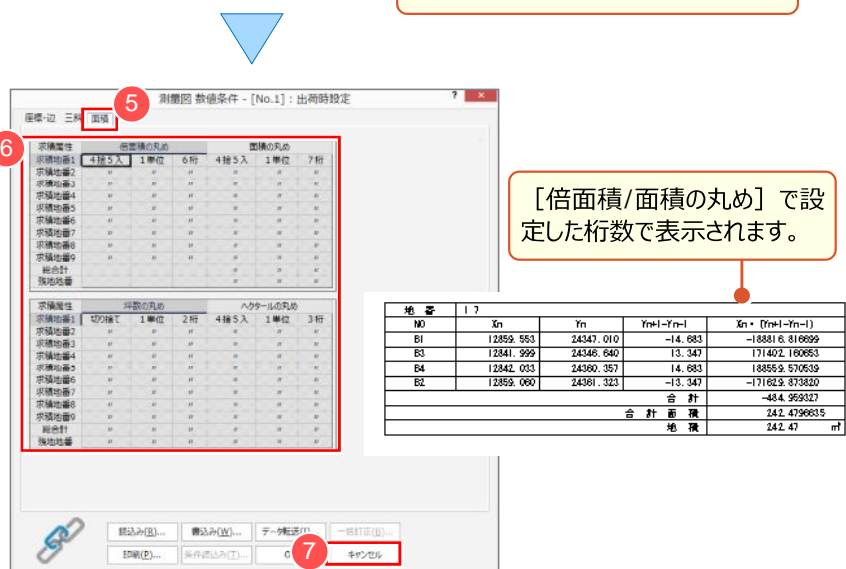 測量図 数値条件 - [No.1] : 出荷時設定 ? ×
5
座標・辺 三斜 面積
6
求積属性 倍面積の丸め 面積の丸め
求積地番1 4捨5入 1単位 6桁 4捨5入 1単位 7桁
求積地番2 〃 〃 〃 〃 〃 〃
求積地番3 〃 〃 〃 〃 〃 〃
求積地番4 〃 〃 〃 〃 〃 〃
求積地番5 〃 〃 〃 〃 〃 〃
求積地番6 〃 〃 〃 〃 〃 〃
求積地番7 〃 〃 〃 〃 〃 〃
求積地番8 〃 〃 〃 〃 〃 〃
求積地番9 〃 〃 〃 〃 〃 〃
総合計 〃 〃 〃
残地地番 〃 〃 〃
求積属性 坪数の丸め ヘクタールの丸め
求積地番1 切り捨て 1単位 2桁 4捨5入 1単位 3桁
求積地番2 〃 〃 〃 〃 〃 〃
求積地番3 〃 〃 〃 〃 〃 〃
求積地番4 〃 〃 〃 〃 〃 〃
求積地番5 〃 〃 〃 〃 〃 〃
求積地番6 〃 〃 〃 〃 〃 〃
求積地番7 〃 〃 〃 〃 〃 〃
求積地番8 〃 〃 〃 〃 〃 〃
求積地番9 〃 〃 〃 〃 〃 〃
総合計 〃 〃 〃 〃 〃 〃
残地地番 〃 〃 〃 〃 〃 〃
読込み(R)... 書込み(W)... データ転送(T)... 一括訂正(B)...
印刷(P)... 条件読込み(T)... O 7 キャンセル
［倍面積/面積の丸め］で設
定した桁数で表示されます。
地 番 17
NO Xn Yn Yn+1-Yn-1 Xn・(Yn+1-Yn-1)
B1 12859.553 24347.010 -14.683 -188816.816699
B3 12841.999 24346.640 13.347 171402.160653
B4 12842.033 24360.357 14.683 188559.570539
B2 12859.060 24361.323 -13.347 -171629.873820
合 計 -484.959327
合 計 面 積 242.4796635
地 積 242.47 ㎡